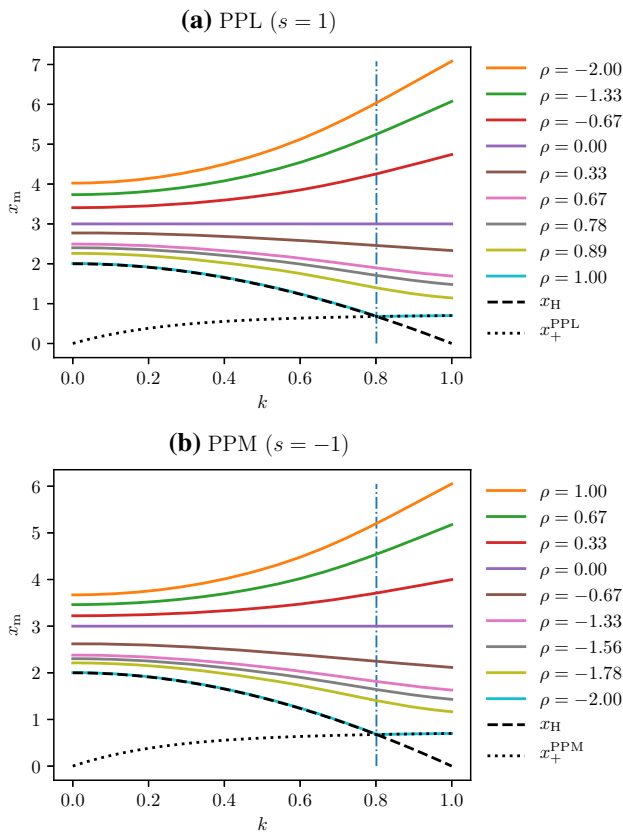 (a) PPL (s = 1)
7
6
5
4
3
2
1
0
x_m
0.0 0.2 0.4 0.6 0.8 1.0
k
ρ = −2.00
ρ = −1.33
ρ = −0.67
ρ = 0.00
ρ = 0.33
ρ = 0.67
ρ = 0.78
ρ = 0.89
ρ = 1.00
x_H
x_+^PPL
(b) PPM (s = −1)
6
5
4
3
2
1
0
x_m
0.0 0.2 0.4 0.6 0.8 1.0
k
ρ = 1.00
ρ = 0.67
ρ = 0.33
ρ = 0.00
ρ = −0.67
ρ = −1.33
ρ = −1.56
ρ = −1.78
ρ = −2.00
x_H
x_+^PPM